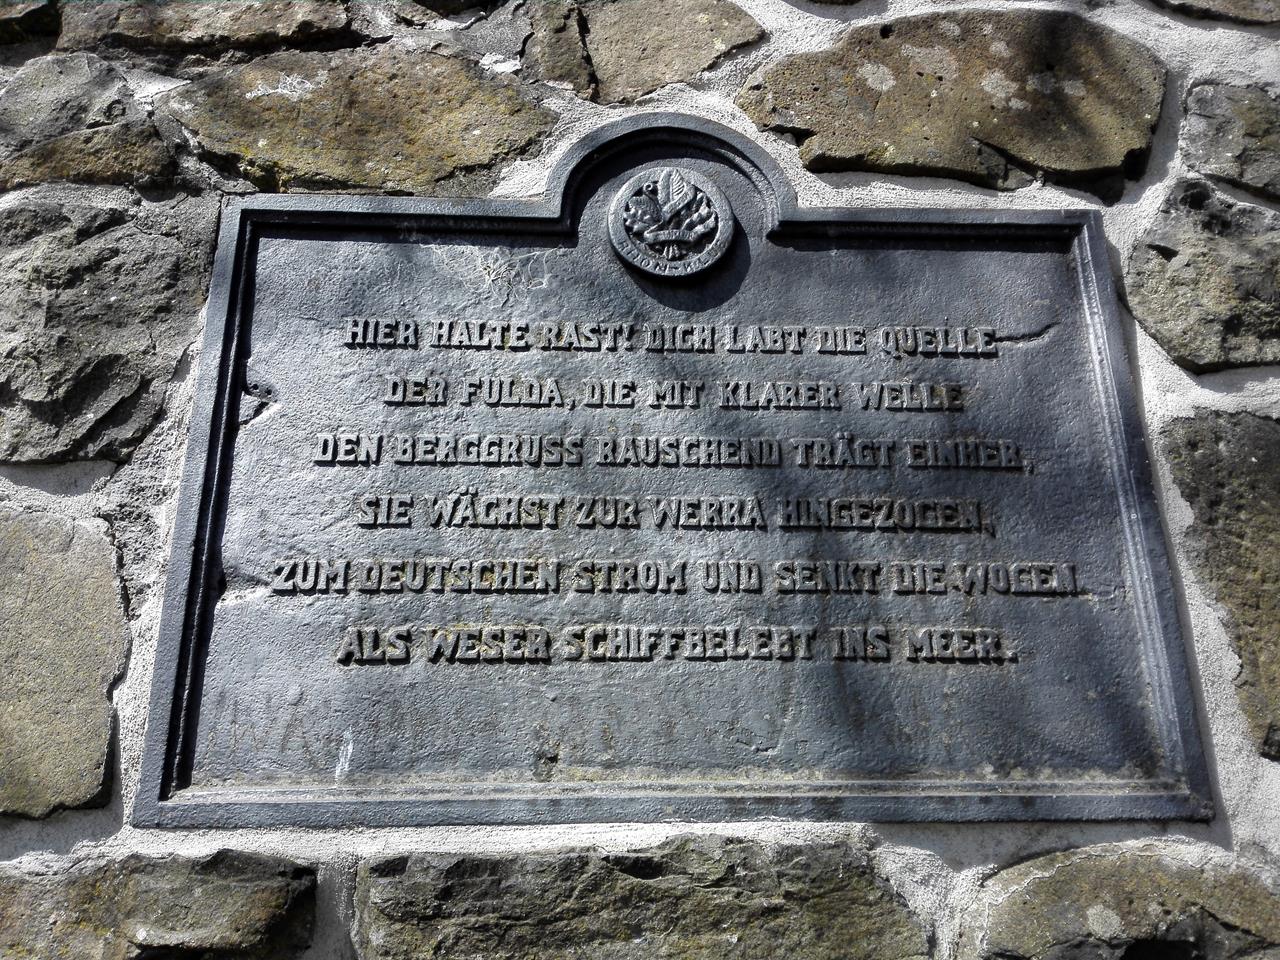 HIER HALTE RAST! DICH LABT DIE QUELLE
DER FULDA, DIE MIT KLARER WELLE
DEN BERGGRUSS RAUSCHEND TRÄGT EINHER,
SIE WÄCHST ZUR WERRA HINGEZOGEN,
ZUM DEUTSCHEN STROM UND SENKT DIE WOGEN
ALS WESER SCHIFFBELEBT INS MEER.